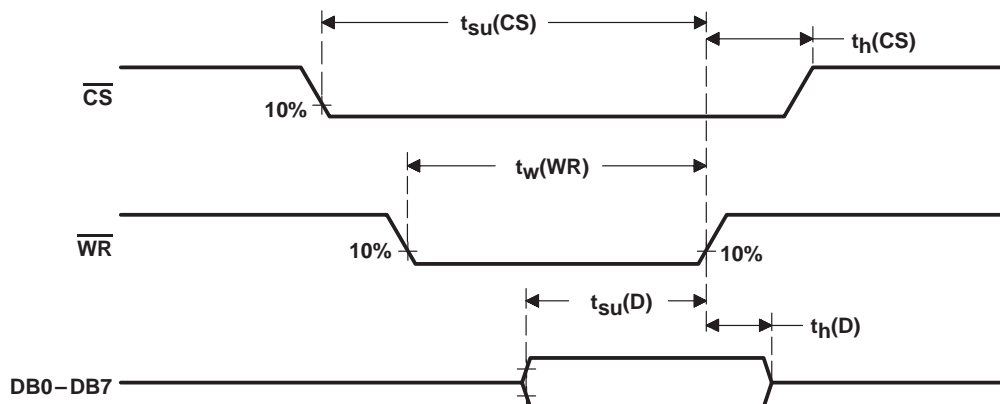 tsu(CS)
th(CS)
CS
10%
tw(WR)
WR
10%
10%
tsu(D)
th(D)
DB0–DB7